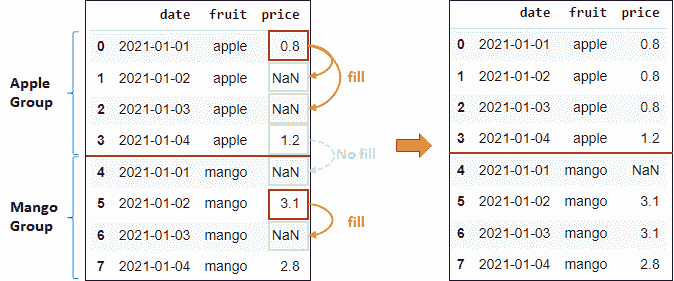 date fruit price
0 2021-01-01 apple 0.8
1 2021-01-02 apple NaN
2 2021-01-03 apple NaN
3 2021-01-04 apple 1.2
4 2021-01-01 mango NaN
5 2021-01-02 mango 3.1
6 2021-01-03 mango NaN
7 2021-01-04 mango 2.8
Apple
Group
Mango
Group
fill
No fill
fill
date fruit price
0 2021-01-01 apple 0.8
1 2021-01-02 apple 0.8
2 2021-01-03 apple 0.8
3 2021-01-04 apple 1.2
4 2021-01-01 mango NaN
5 2021-01-02 mango 3.1
6 2021-01-03 mango 3.1
7 2021-01-04 mango 2.8